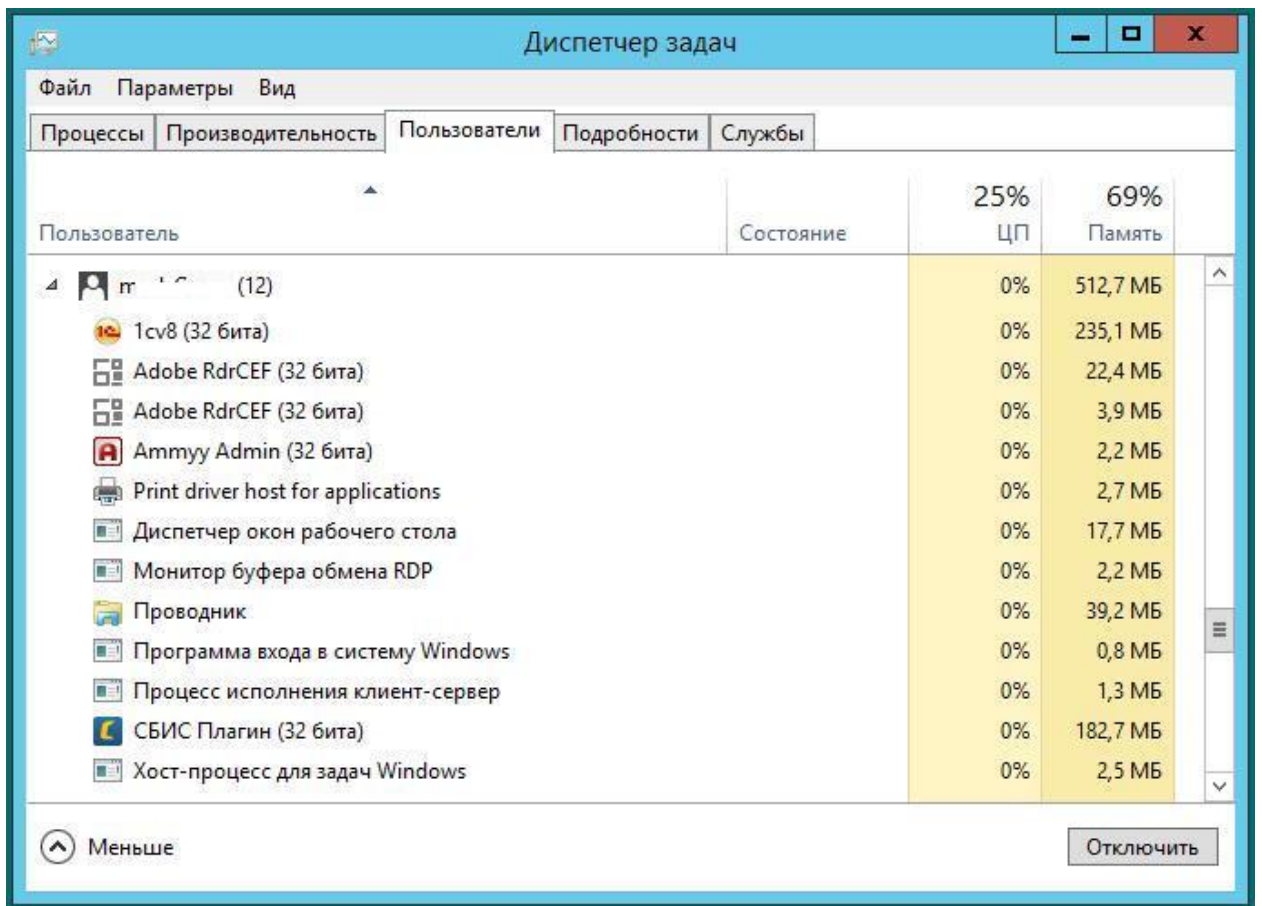 Диспетчер задач
Файл Параметры Вид
Процессы Производительность Пользователи Подробности Службы
25% 69%
Пользователь Состояние ЦП Память
(12) 0% 512,7 МБ
1cv8 (32 бита) 0% 235,1 МБ
Adobe RdrCEF (32 бита) 0% 22,4 МБ
Adobe RdrCEF (32 бита) 0% 3,9 МБ
Ammyy Admin (32 бита) 0% 2,2 МБ
Print driver host for applications 0% 2,7 МБ
Диспетчер окон рабочего стола 0% 17,7 МБ
Монитор буфера обмена RDP 0% 2,2 МБ
Проводник 0% 39,2 МБ
Программа входа в систему Windows 0% 0,8 МБ
Процесс исполнения клиент-сервер 0% 1,3 МБ
СБИС Плагин (32 бита) 0% 182,7 МБ
Хост-процесс для задач Windows 0% 2,5 МБ
Меньше Отключить